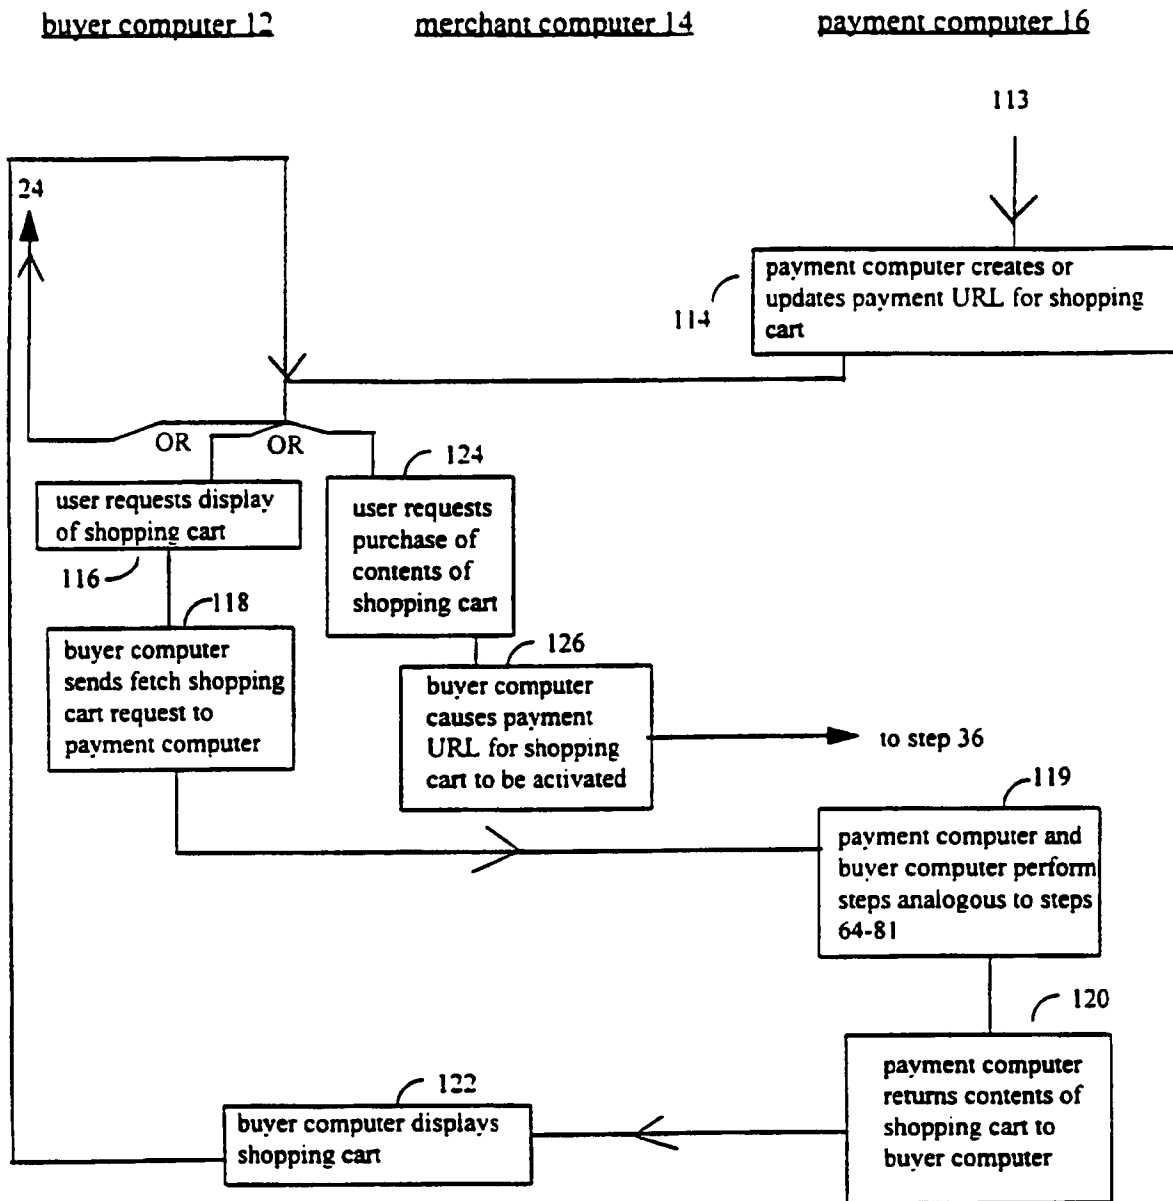 buyer computer 12
merchant computer 14
payment computer 16
113
24
payment computer creates or
updates payment URL for shopping
cart
114
OR
OR
124
user requests display
of shopping cart
116
user requests
purchase of
contents of
shopping cart
118
buyer computer
sends fetch shopping
cart request to
payment computer
126
buyer computer
causes payment
URL for shopping
cart to be activated
to step 36
119
payment computer and
buyer computer perform
steps analogous to steps
64-81
120
payment computer
returns contents of
shopping cart to
buyer computer
122
buyer computer displays
shopping cart